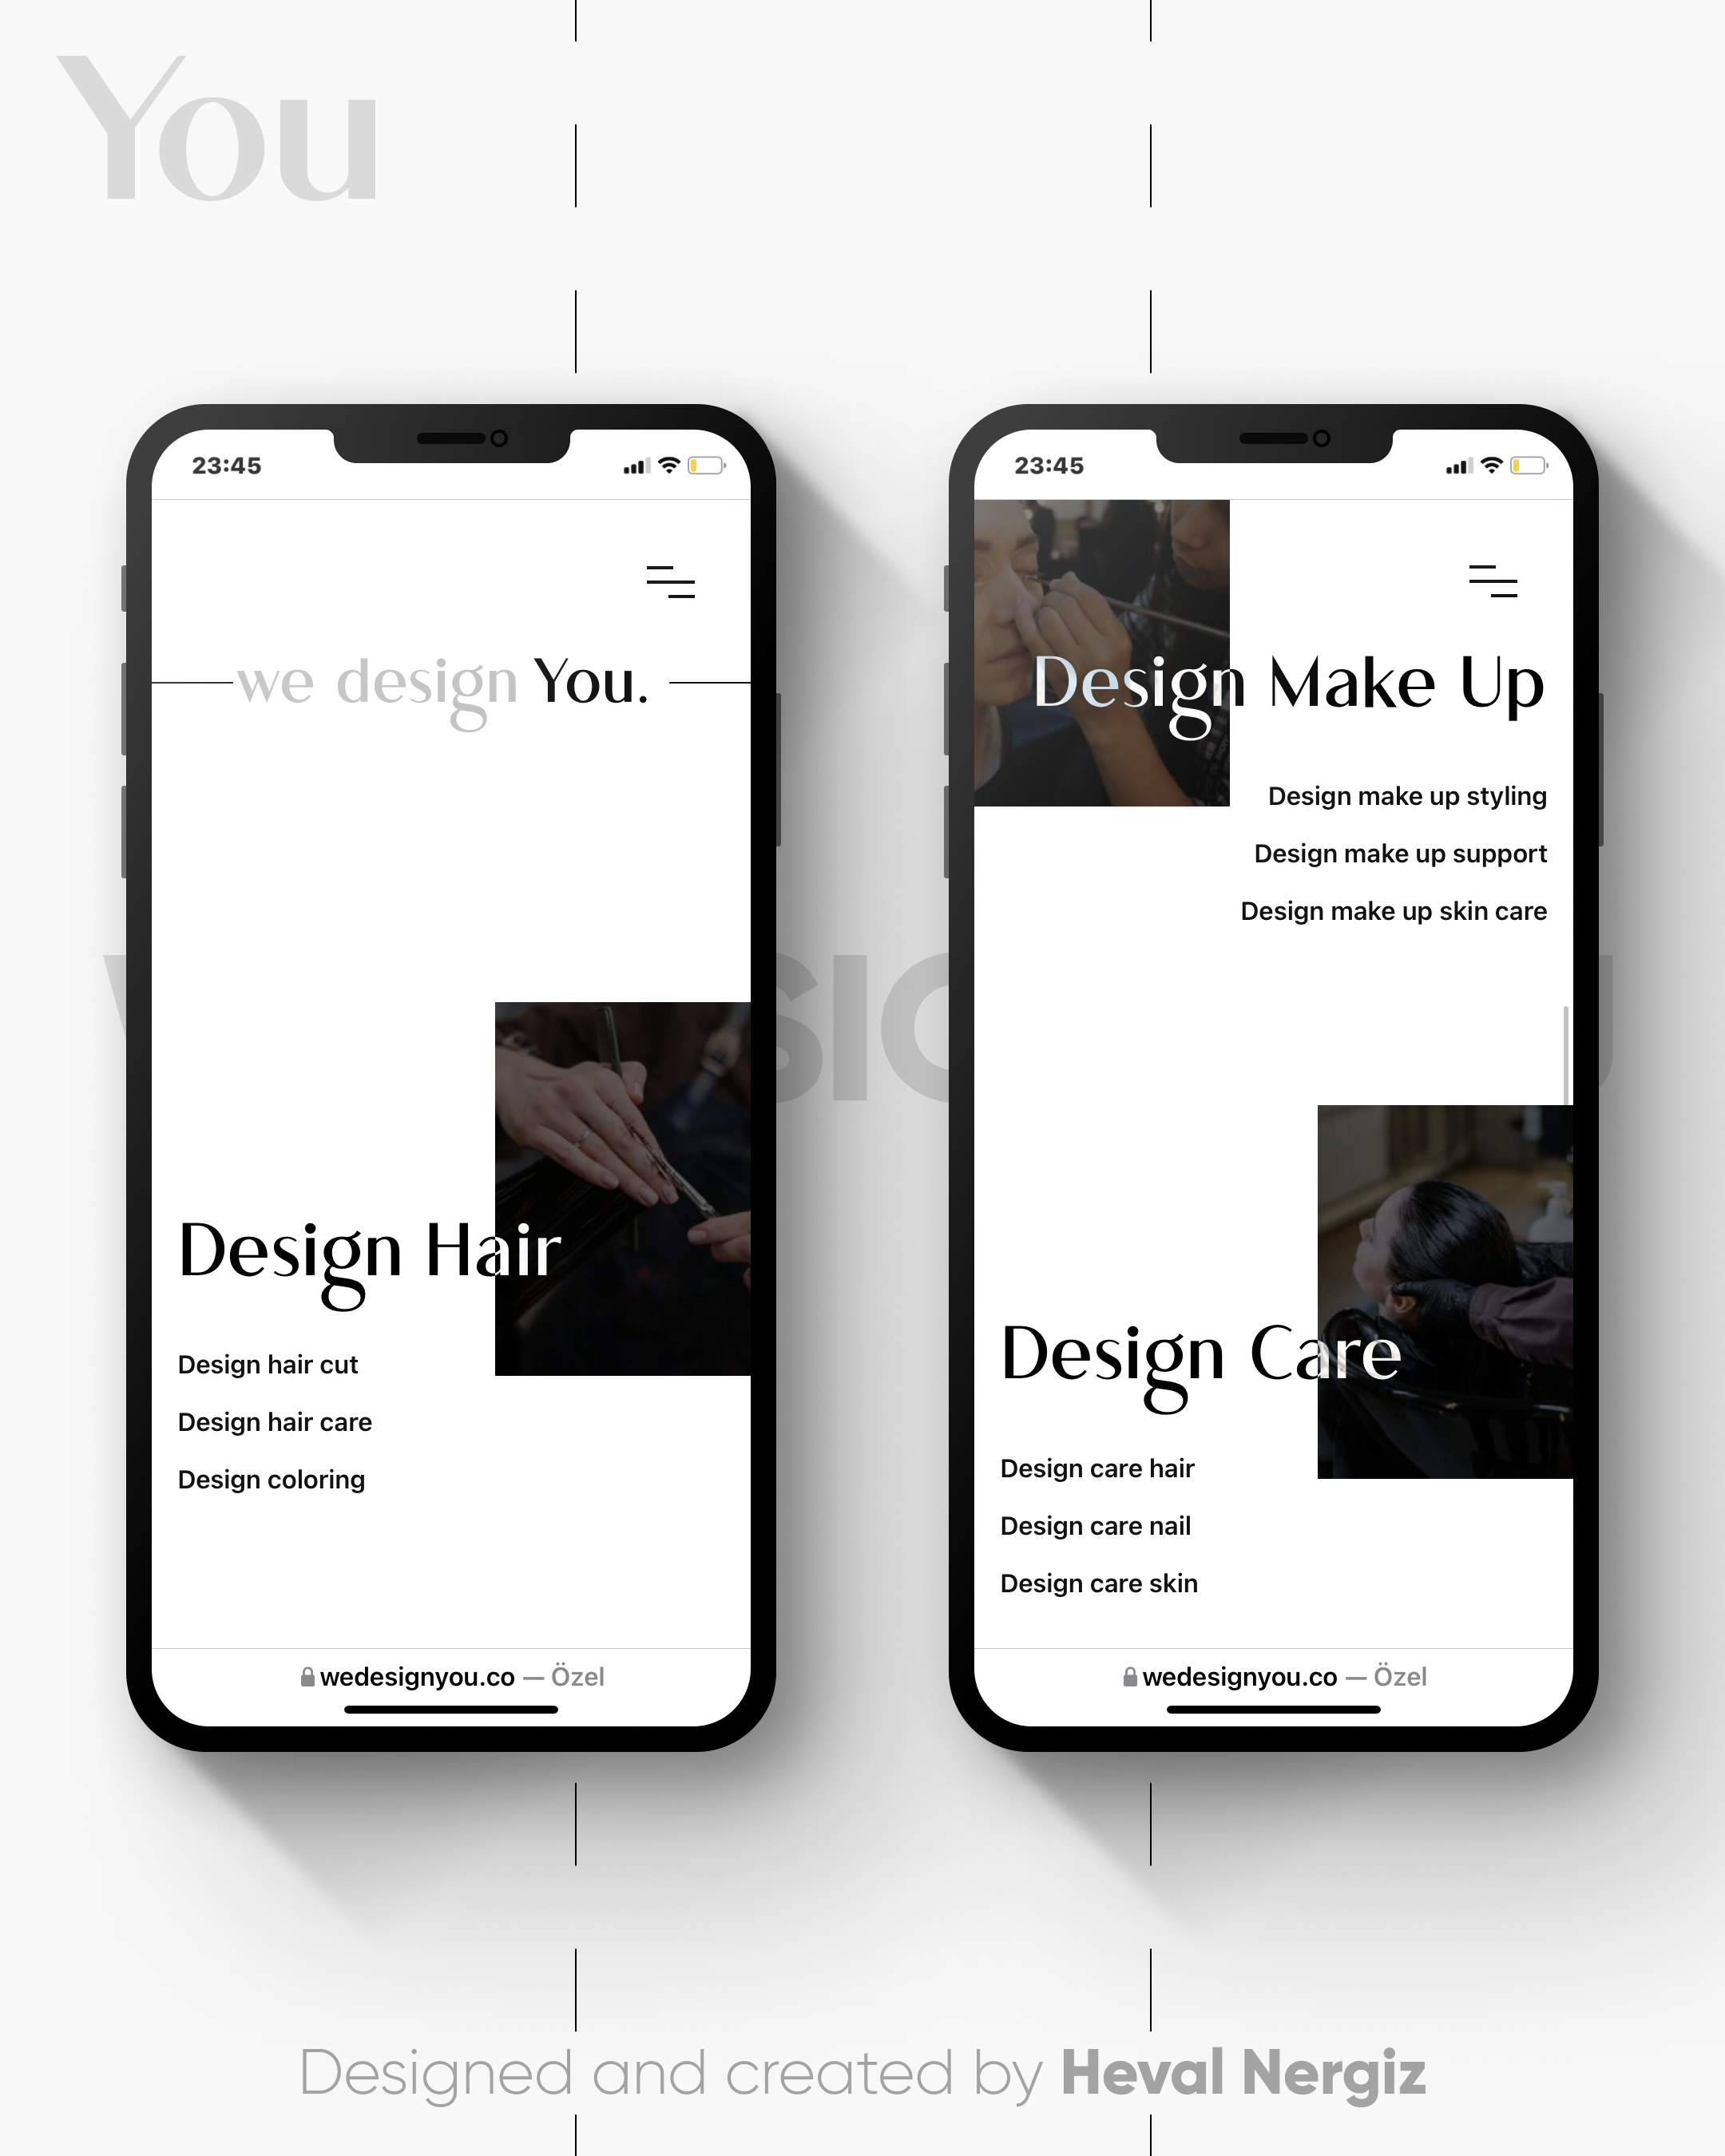 You
23:45
we design You.
Design Hair
Design hair cut
Design hair care
Design coloring
wedesignyou.co — Özel
23:45
Design Make Up
Design make up styling
Design make up support
Design make up skin care
Design Care
Design care hair
Design care nail
Design care skin
wedesignyou.co — Özel
Designed and created by Heval Nergiz